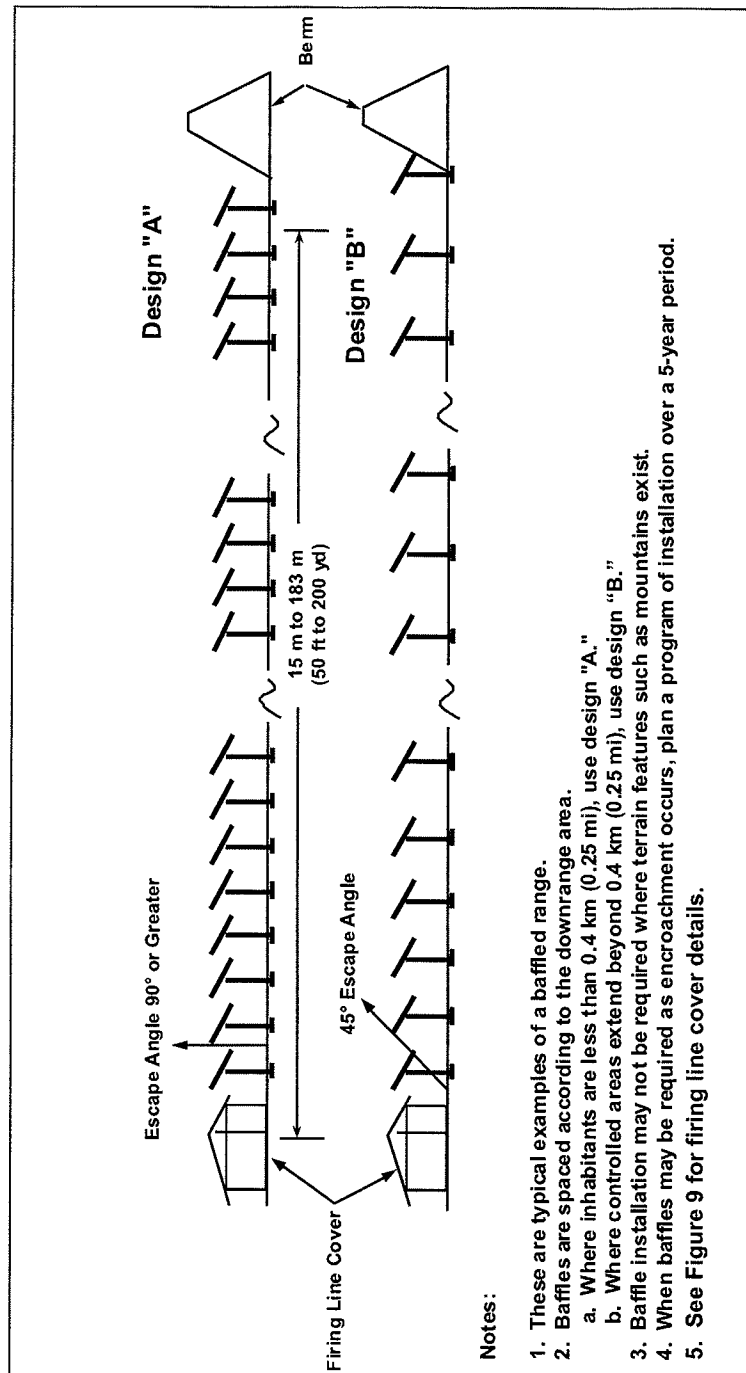 Design "A"
Berm
Escape Angle 90° or Greater
15 m to 183 m
(50 ft to 200 yd)
Firing Line Cover
Design "B"
45° Escape Angle
Notes:
1. These are typical examples of a baffled range.
2. Baffles are spaced according to the downrange area.
a. Where inhabitants are less than 0.4 km (0.25 mi), use design "A."
b. Where controlled areas extend beyond 0.4 km (0.25 mi), use design “B.”
3. Baffle installation may not be required where terrain features such as mountains exist.
4. When baffles may be required as encroachment occurs, plan a program of installation over a 5-year period.
5. See Figure 9 for firing line cover details.